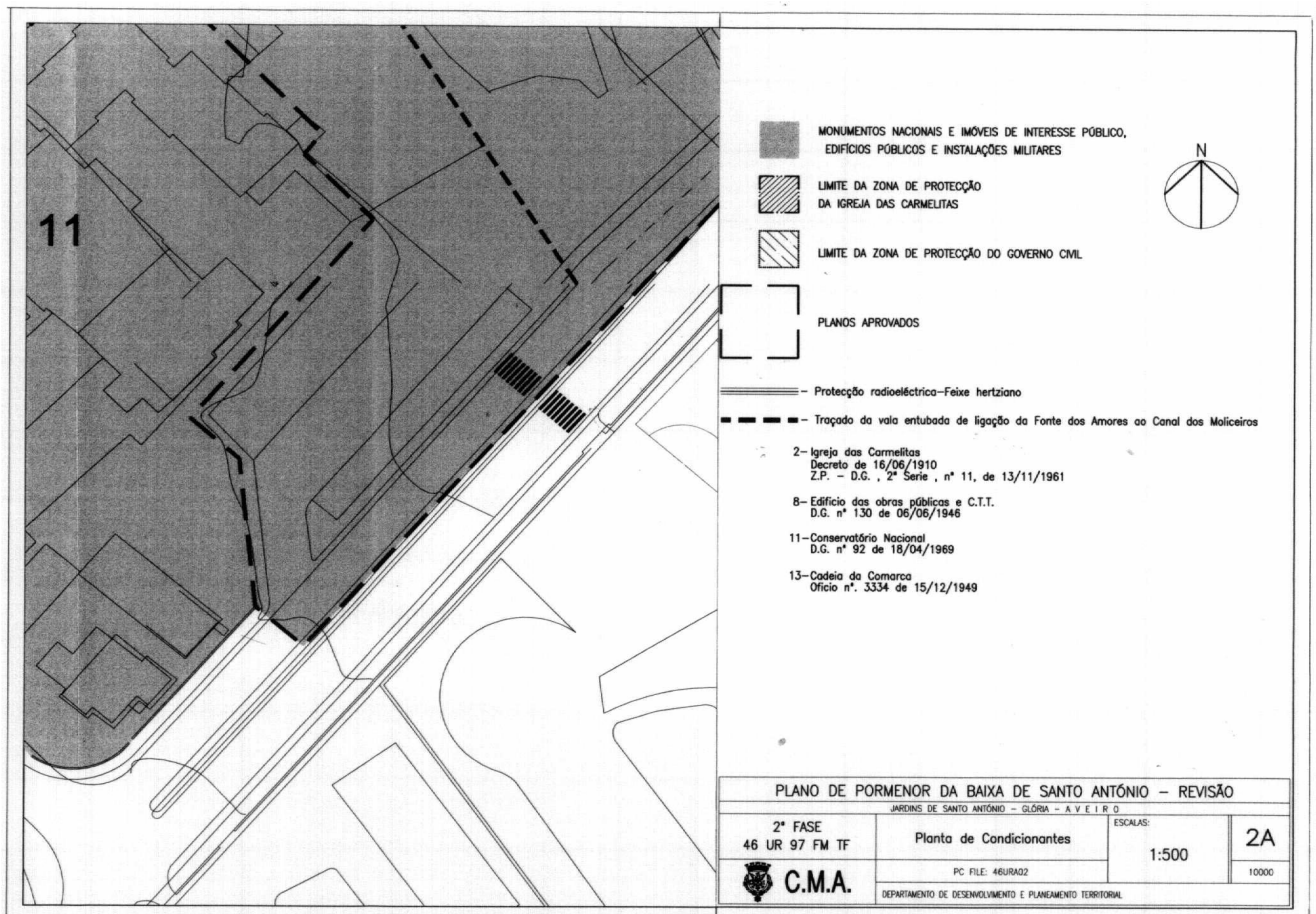 11
MONUMENTOS NACIONAIS E IMÓVEIS DE INTERESSE PÚBLICO,
EDIFÍCIOS PÚBLICOS E INSTALAÇÕES MILITARES
N
LIMITE DA ZONA DE PROTECÇÃO
DA IGREJA DAS CARMELITAS
LIMITE DA ZONA DE PROTECÇÃO DO GOVERNO CIVIL
PLANOS APROVADOS
- Protecção radioeléctrica-Feixe hertziano
- Traçado da vala entubada de ligação da Fonte dos Amores ao Canal dos Moliceiros
2- Igreja das Carmelitas
Decreto de 16/06/1910
Z.P. - D.G. , 2ª Serie , nº 11, de 13/11/1961
8- Edifício das obras públicas e C.T.T.
D.G. nº 130 de 06/06/1946
11-Conservatório Nacional
D.G. nº 92 de 18/04/1969
13-Cadeia da Comarca
Oficio nº. 3334 de 15/12/1949
PLANO DE PORMENOR DA BAIXA DE SANTO ANTÓNIO - REVISÃO
JARDINS DE SANTO ANTÓNIO - GLÓRIA - A V E I R O
2ª FASE
46 UR 97 FM TF
Planta de Condicionantes
ESCALAS:
1:500
2A
C.M.A.
PC FILE: 46URA02
10000
DEPARTAMENTO DE DESENVOLVIMENTO E PLANEAMENTO TERRITORIAL